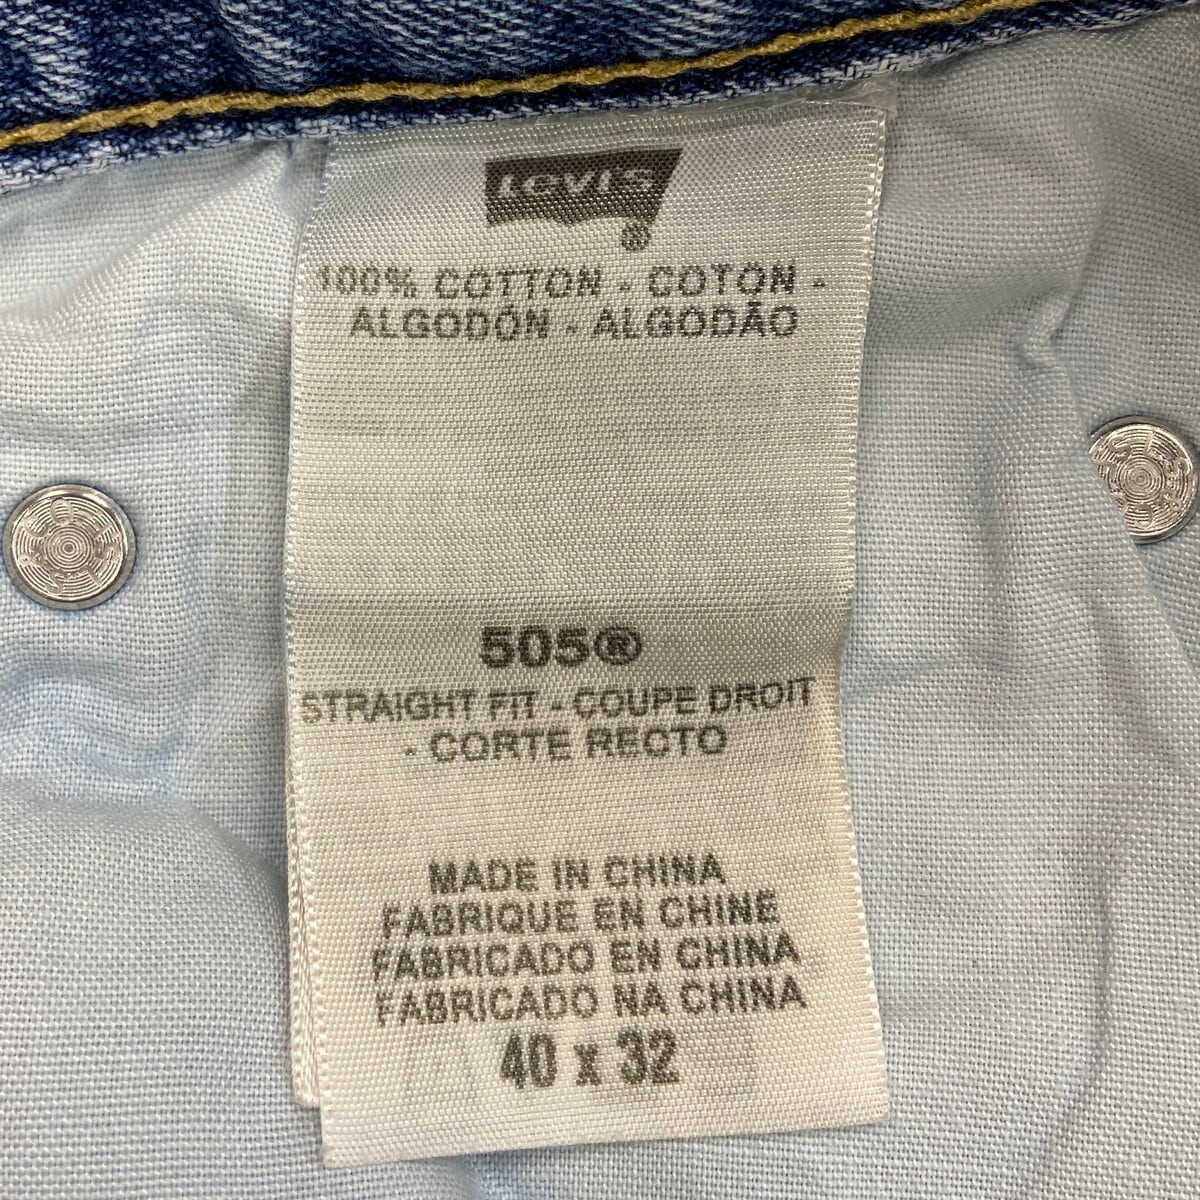 Levi's
®
100% COTTON - COTON -
ALGODÓN - ALGODÃO
505®
STRAIGHT FIT - COUPE DROIT
- CORTE RECTO
MADE IN CHINA
FABRIQUE EN CHINE
FABRICADO EN CHINA
FABRICADO NA CHINA
40 x 32